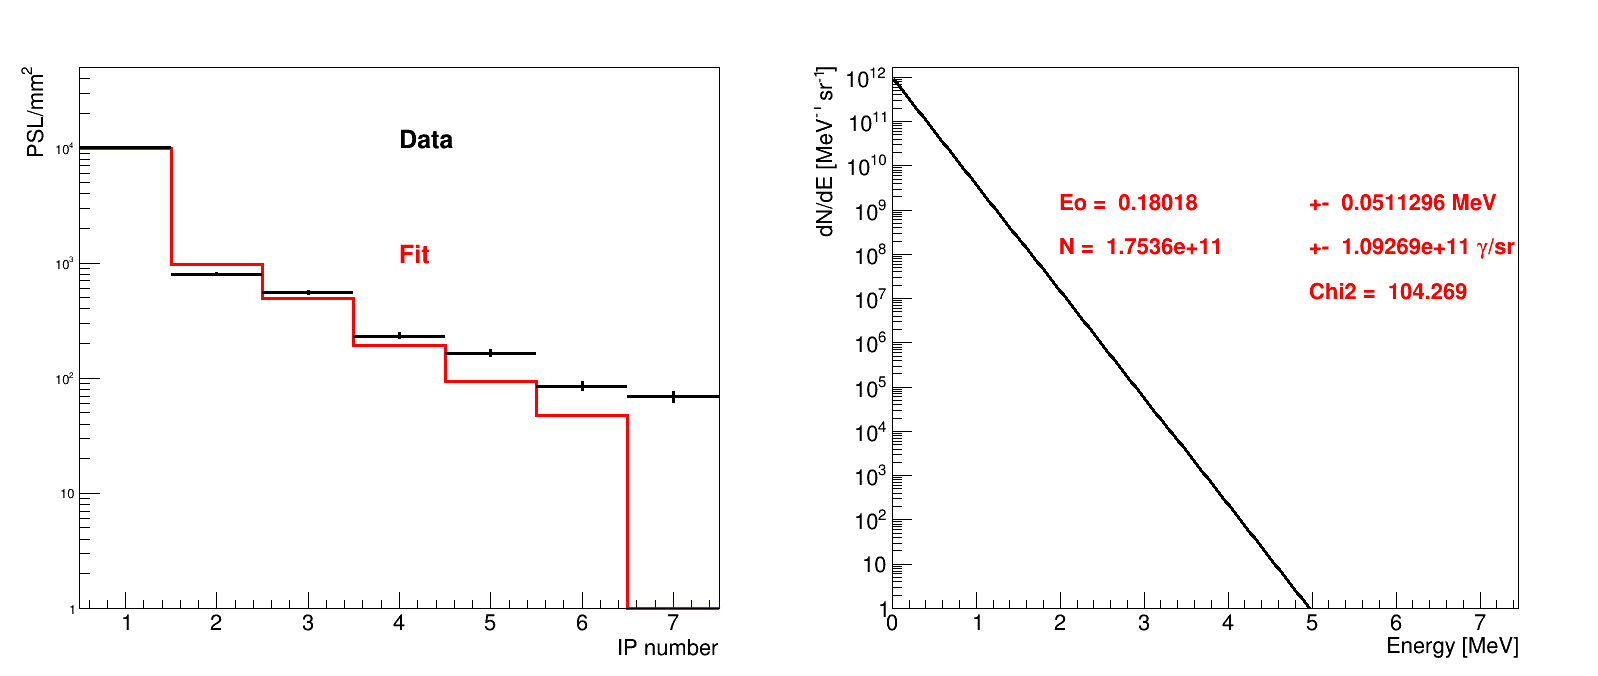 PSL/mm²
10⁴
10³
10²
10
1
Data
Fit
1 2 3 4 5 6 7
IP number
dN/dE [MeV⁻¹ sr⁻¹]
10¹²
10¹¹
10¹⁰
10⁹
10⁸
10⁷
10⁶
10⁵
10⁴
10³
10²
10
1
Eo = 0.18018 +- 0.0511296 MeV
N = 1.7536e+11 +- 1.09269e+11 γ/sr
Chi2 = 104.269
0 1 2 3 4 5 6 7
Energy [MeV]